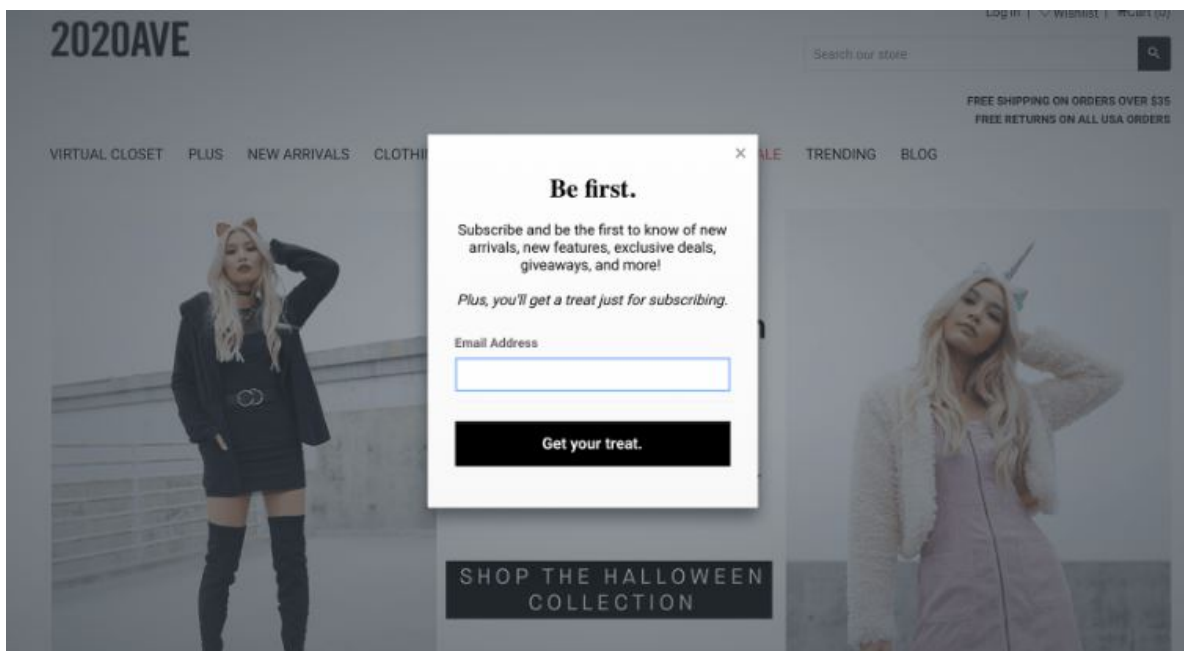 Log in | ♡ Wishlist | Cart (0)
2020AVE
Search our store
FREE SHIPPING ON ORDERS OVER $35
FREE RETURNS ON ALL USA ORDERS
VIRTUAL CLOSET PLUS NEW ARRIVALS TRENDING BLOG
×
Be first.
Subscribe and be the first to know of new
arrivals, new features, exclusive deals,
giveaways, and more!
Plus, you'll get a treat just for subscribing.
Email Address
Get your treat.
SHOP THE HALLOWEEN
COLLECTION